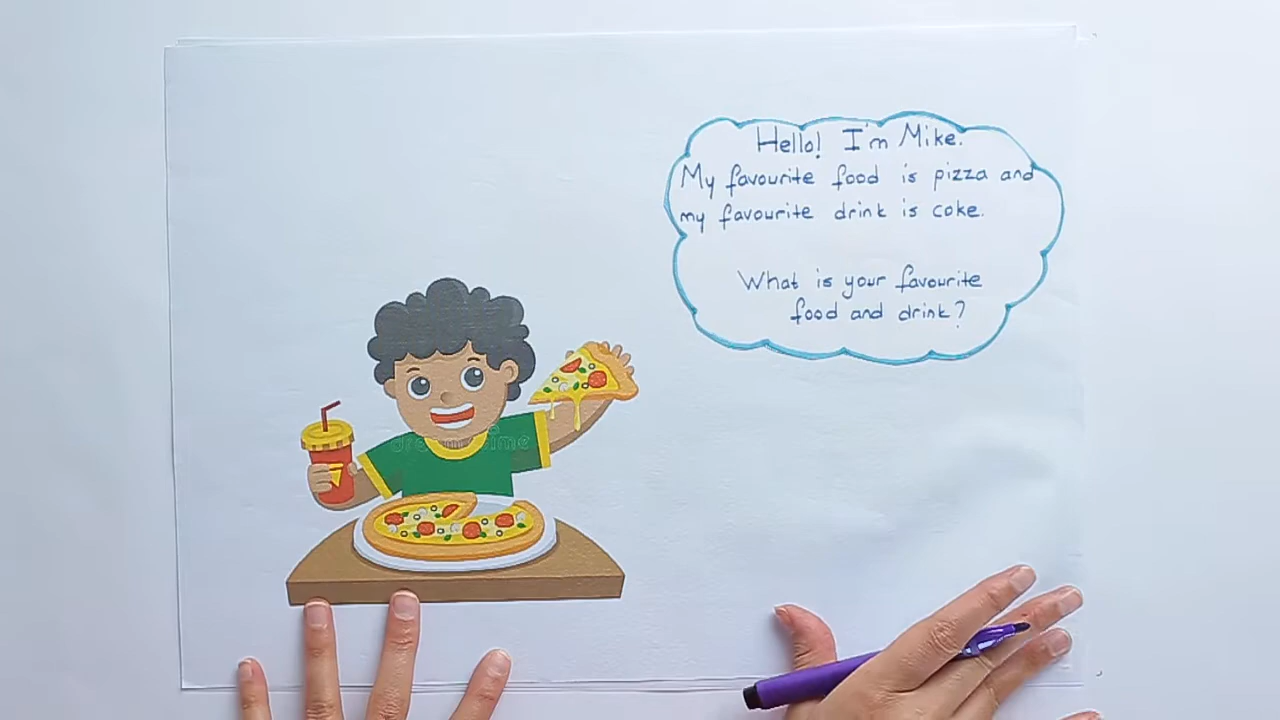 Hello! I'm Mike.
My favourite food is pizza and
my favourite drink is coke.
What is your favourite
food and drink?
dreamstime